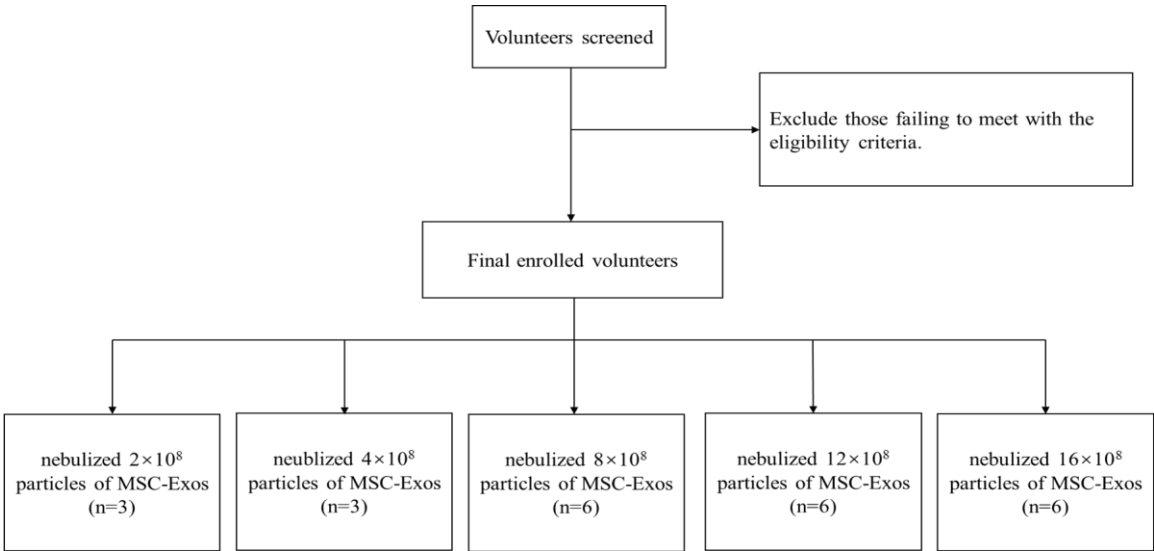 Volunteers screened
Exclude those failing to meet with the
eligibility criteria.
Final enrolled volunteers
nebulized 2×10⁸
particles of MSC-Exos
(n=3)
neublized 4×10⁸
particles of MSC-Exos
(n=3)
nebulized 8×10⁸
particles of MSC-Exos
(n=6)
nebulized 12×10⁸
particles of MSC-Exos
(n=6)
nebulized 16×10⁸
particles of MSC-Exos
(n=6)